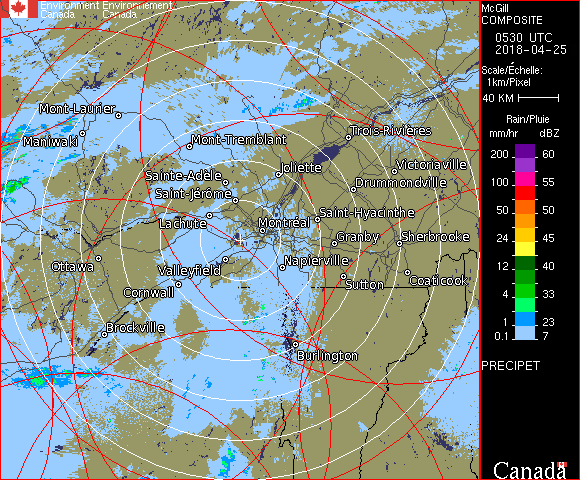 Environment Environnement
Canada Canada
McGill
COMPOSITE
0530 UTC
2018-04-25
Scale/Échelle:
1km/Pixel
40 KM
Rain/Pluie
mm/hr dBZ
200 60
100 55
50 50
24 45
12 40
4 33
1 23
0.1 7
PRECIPET
Canada
Mont-Laurier
Maniwaki
Mont-Tremblant
Trois-Rivières
Joliette
Victoriaville
Sainte-Adèle
Drummondville
Saint-Jérôme
Lachute
Saint-Hyacinthe
Montréal
Granby
Sherbrooke
Ottawa
Valleyfield
Napierville
Cornwall
Sutton
Coaticook
Brockville
Burlington